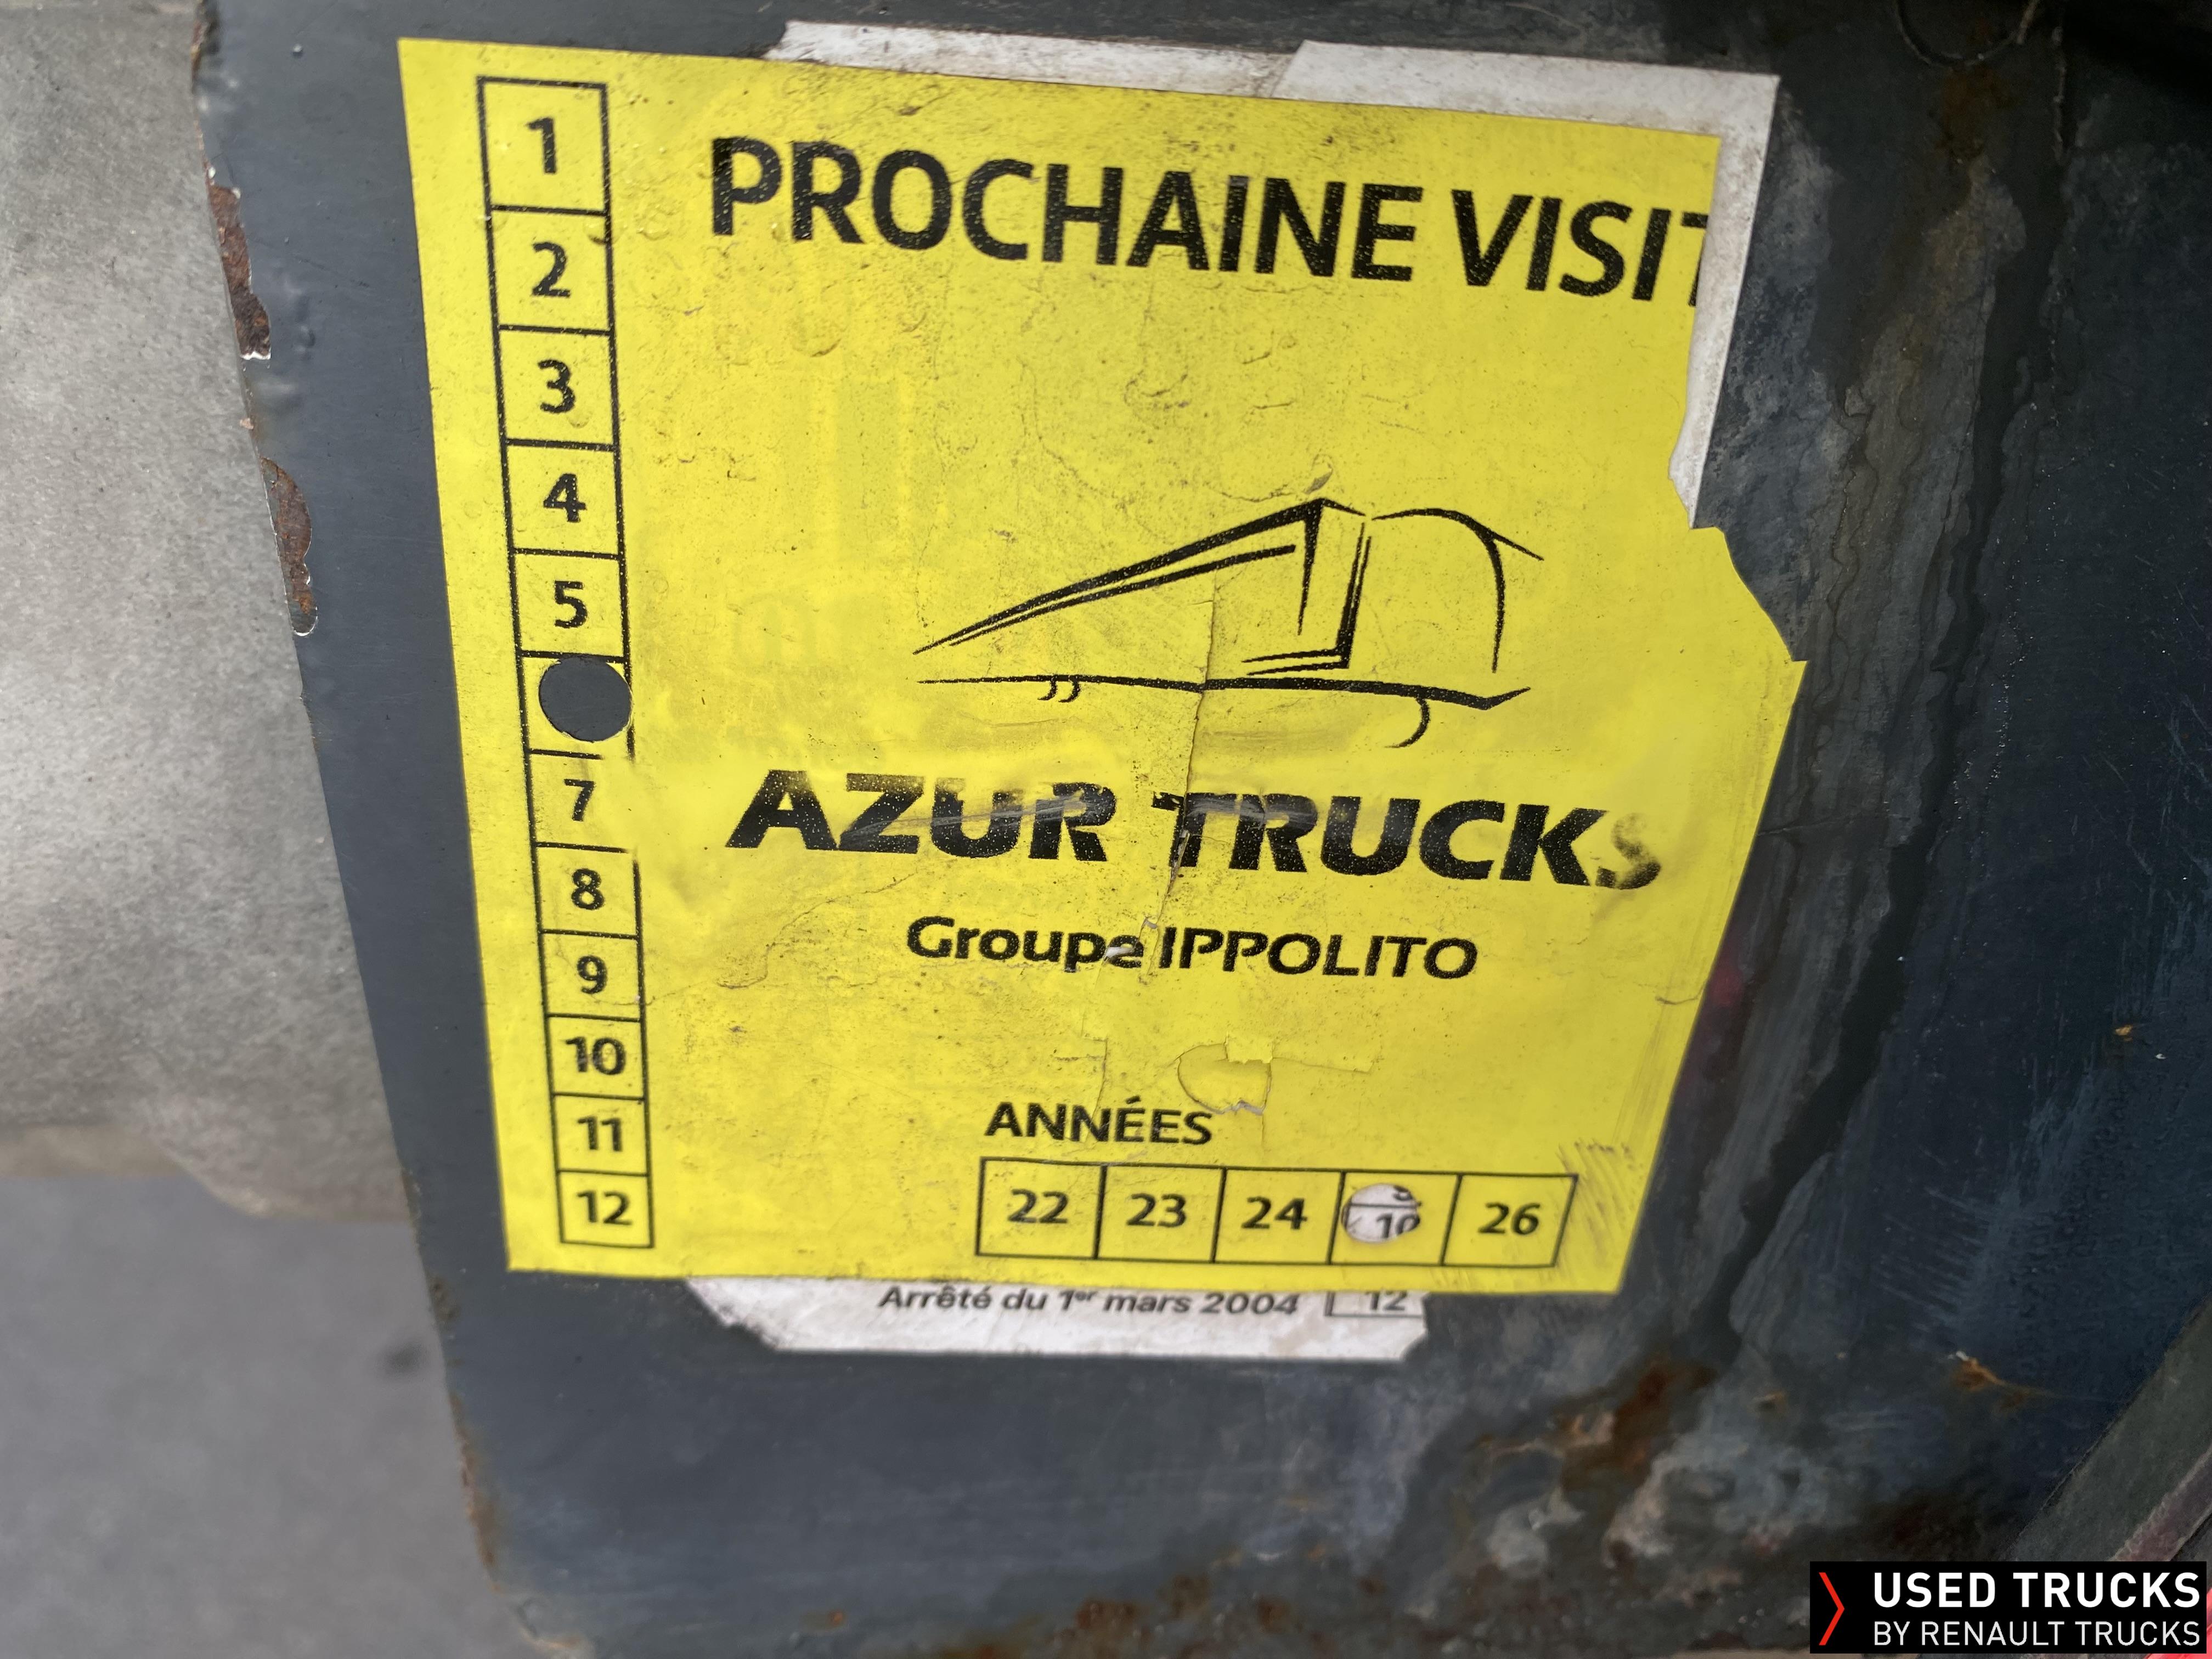 PROCHAINE VISIT
1
2
3
4
5
7
8
9
10
11
12
AZUR TRUCKS
Groupe IPPOLITO
ANNÉES
22 23 24 10 26
Arrêté du 1er mars 2004 12
USED TRUCKS
BY RENAULT TRUCKS